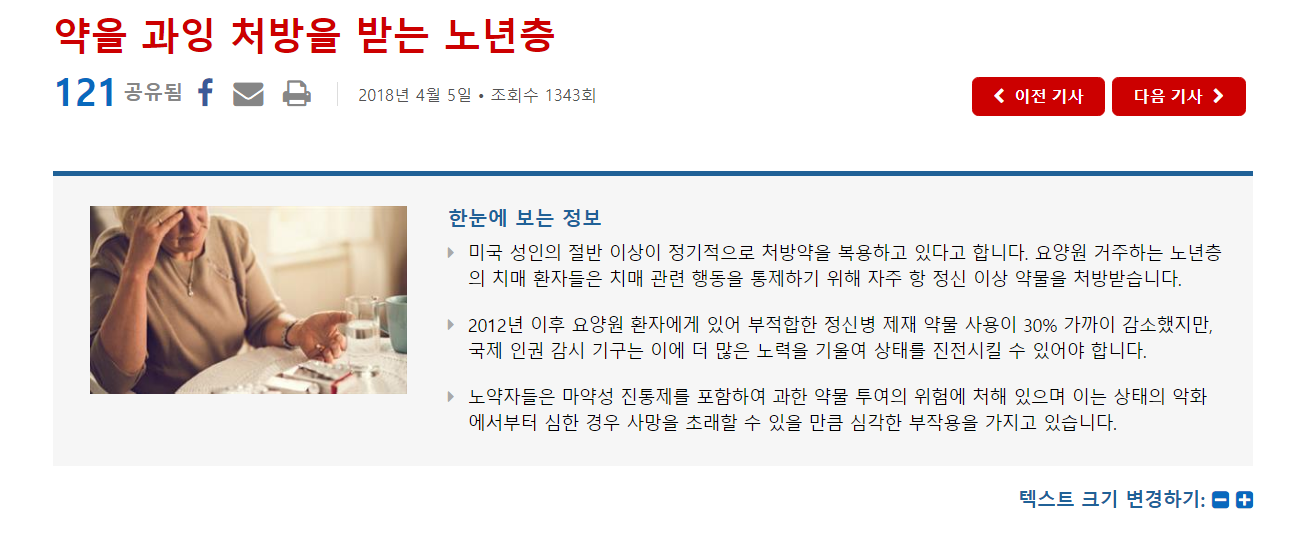 약을 과잉 처방을 받는 노년층
121 공유됨 2018년 4월 5일 • 조회수 1343회
이전 기사 다음 기사
한눈에 보는 정보
미국 성인의 절반 이상이 정기적으로 처방약을 복용하고 있다고 합니다. 요양원 거주하는 노년층
의 치매 환자들은 치매 관련 행동을 통제하기 위해 자주 항 정신 이상 약물을 처방받습니다.
2012년 이후 요양원 환자에게 있어 부적합한 정신병 제재 약물 사용이 30% 가까이 감소했지만,
국제 인권 감시 기구는 이에 더 많은 노력을 기울여 상태를 진전시킬 수 있어야 합니다.
노약자들은 마약성 진통제를 포함하여 과한 약물 투여의 위험에 처해 있으며 이는 상태의 악화
에서부터 심한 경우 사망을 초래할 수 있을 만큼 심각한 부작용을 가지고 있습니다.
텍스트 크기 변경하기: